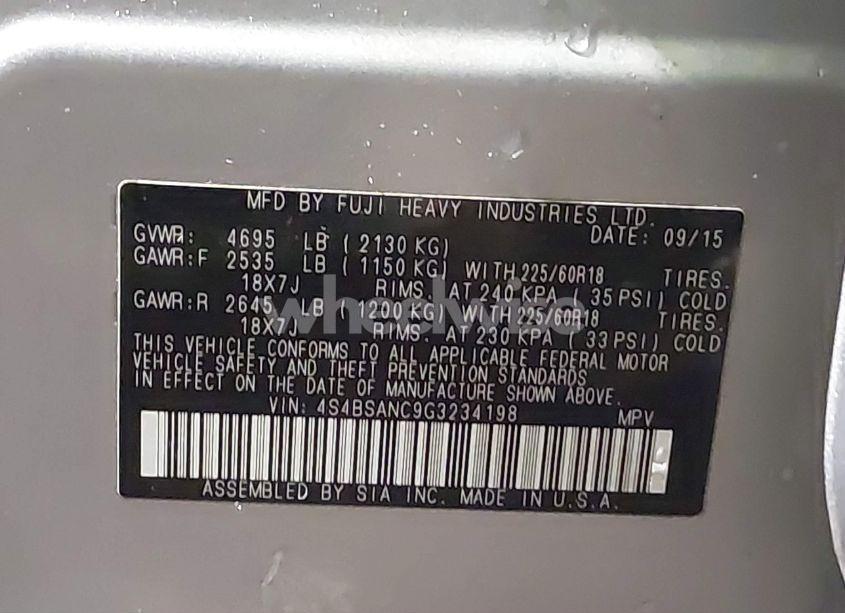 MFD BY FUJI HEAVY INDUSTRIES LTD.
DATE: 09/15
GVWR: 4695 LB (2130 KG)
GAWR:F 2535 LB (1150 KG) WITH 225/60R18 TIRES.
18X7J RIMS. AT 240 KPA (35 PSI) COLD
GAWR:R 2645 LB (1200 KG) WITH 225/60R18 TIRES.
18X7J RIMS. AT 230 KPA (33 PSI) COLD
THIS VEHICLE CONFORMS TO ALL APPLICABLE FEDERAL MOTOR
VEHICLE SAFETY AND THEFT PREVENTION STANDARDS
IN EFFECT ON THE DATE OF MANUFACTURE SHOWN ABOVE.
VIN: 4S4BSANC9G3234198 MPV
ASSEMBLED BY SIA INC. MADE IN U.S.A.